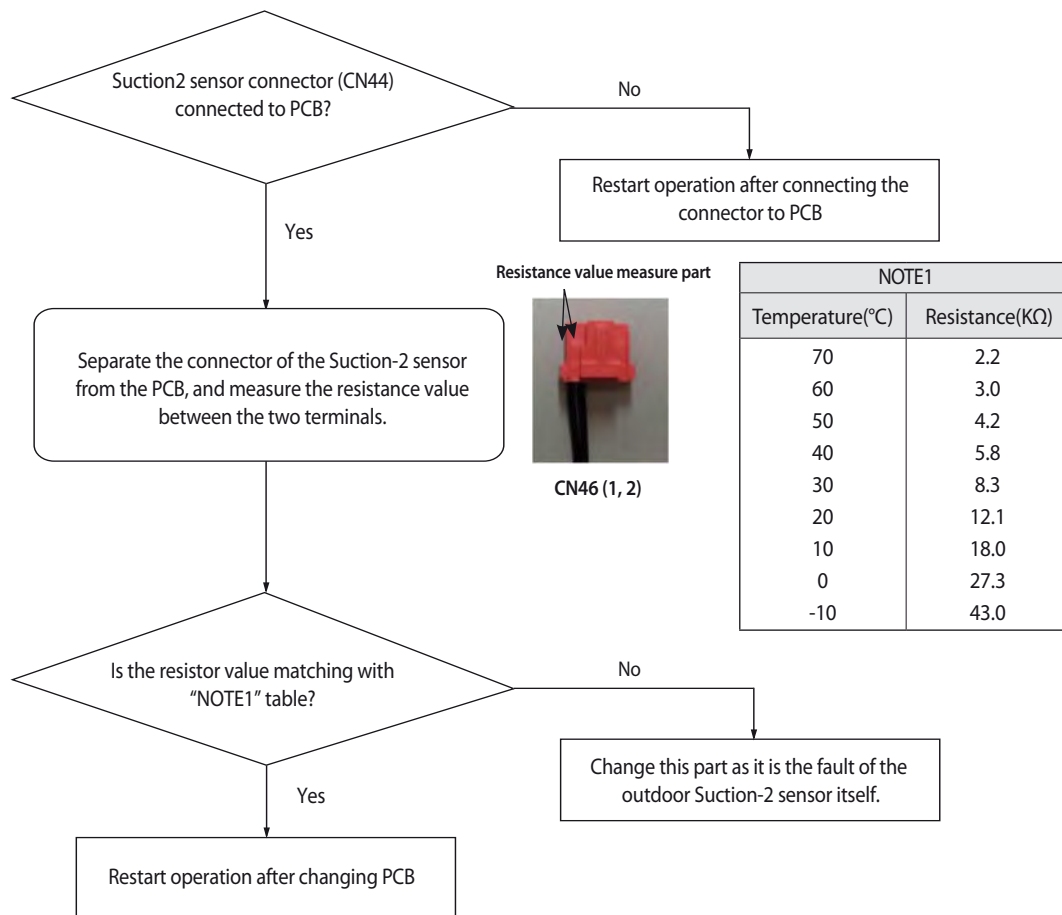 Suction2 sensor connector (CN44)
connected to PCB?
No
Restart operation after connecting the
connector to PCB
Yes
Resistance value measure part
CN46 (1, 2)
NOTE1
Temperature(°C) Resistance(KΩ)
70 2.2
60 3.0
50 4.2
40 5.8
30 8.3
20 12.1
10 18.0
0 27.3
-10 43.0
Separate the connector of the Suction-2 sensor
from the PCB, and measure the resistance value
between the two terminals.
Is the resistor value matching with
“NOTE1” table?
No
Change this part as it is the fault of the
outdoor Suction-2 sensor itself.
Yes
Restart operation after changing PCB